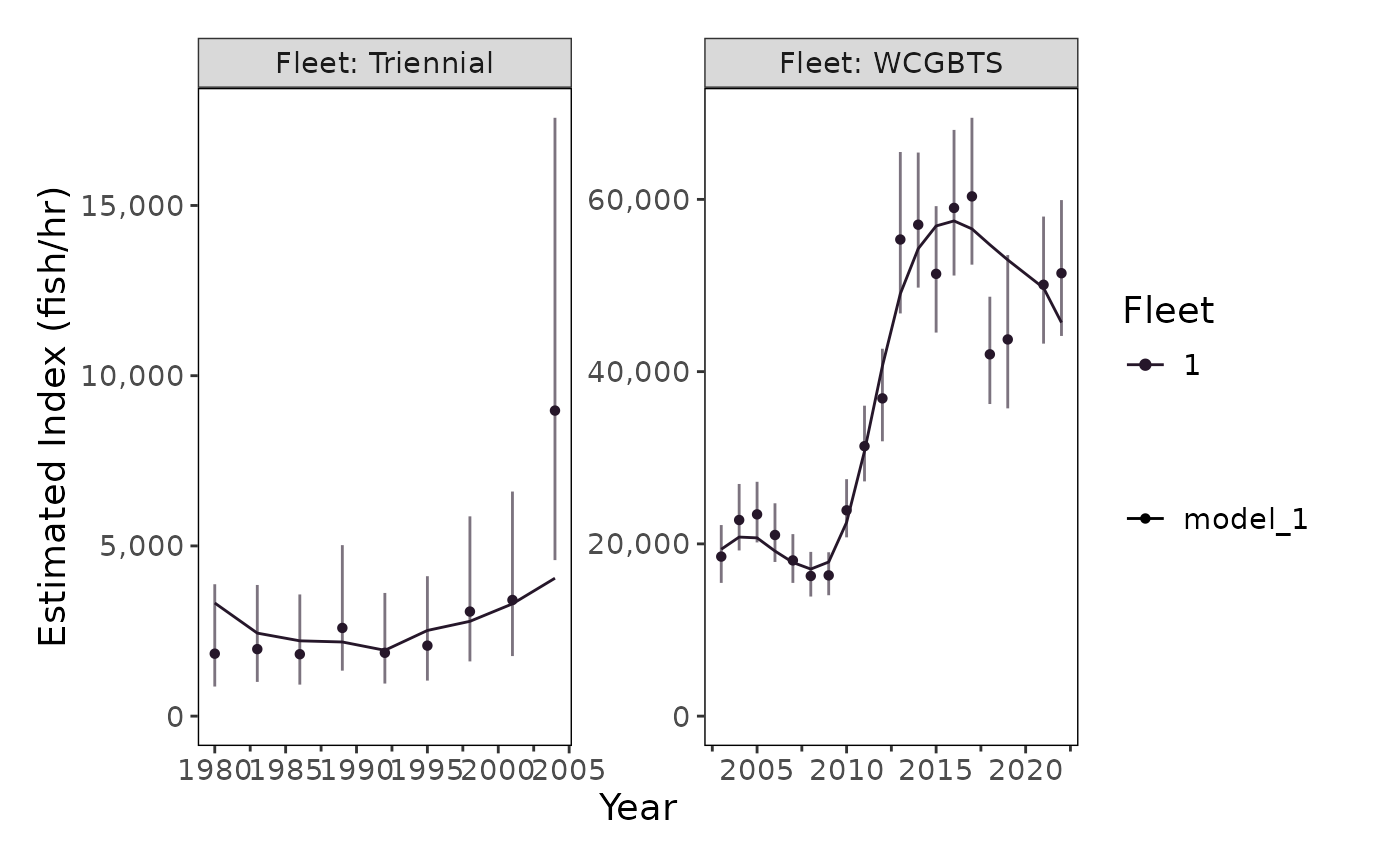 Fleet: Triennial
Fleet: WCGBTS
Estimated Index (fish/hr)
15,000
10,000
5,000
0
60,000
40,000
20,000
0
1980 1985 1990 1995 2000 2005
2005 2010 2015 2020
Year
Fleet
1
model_1